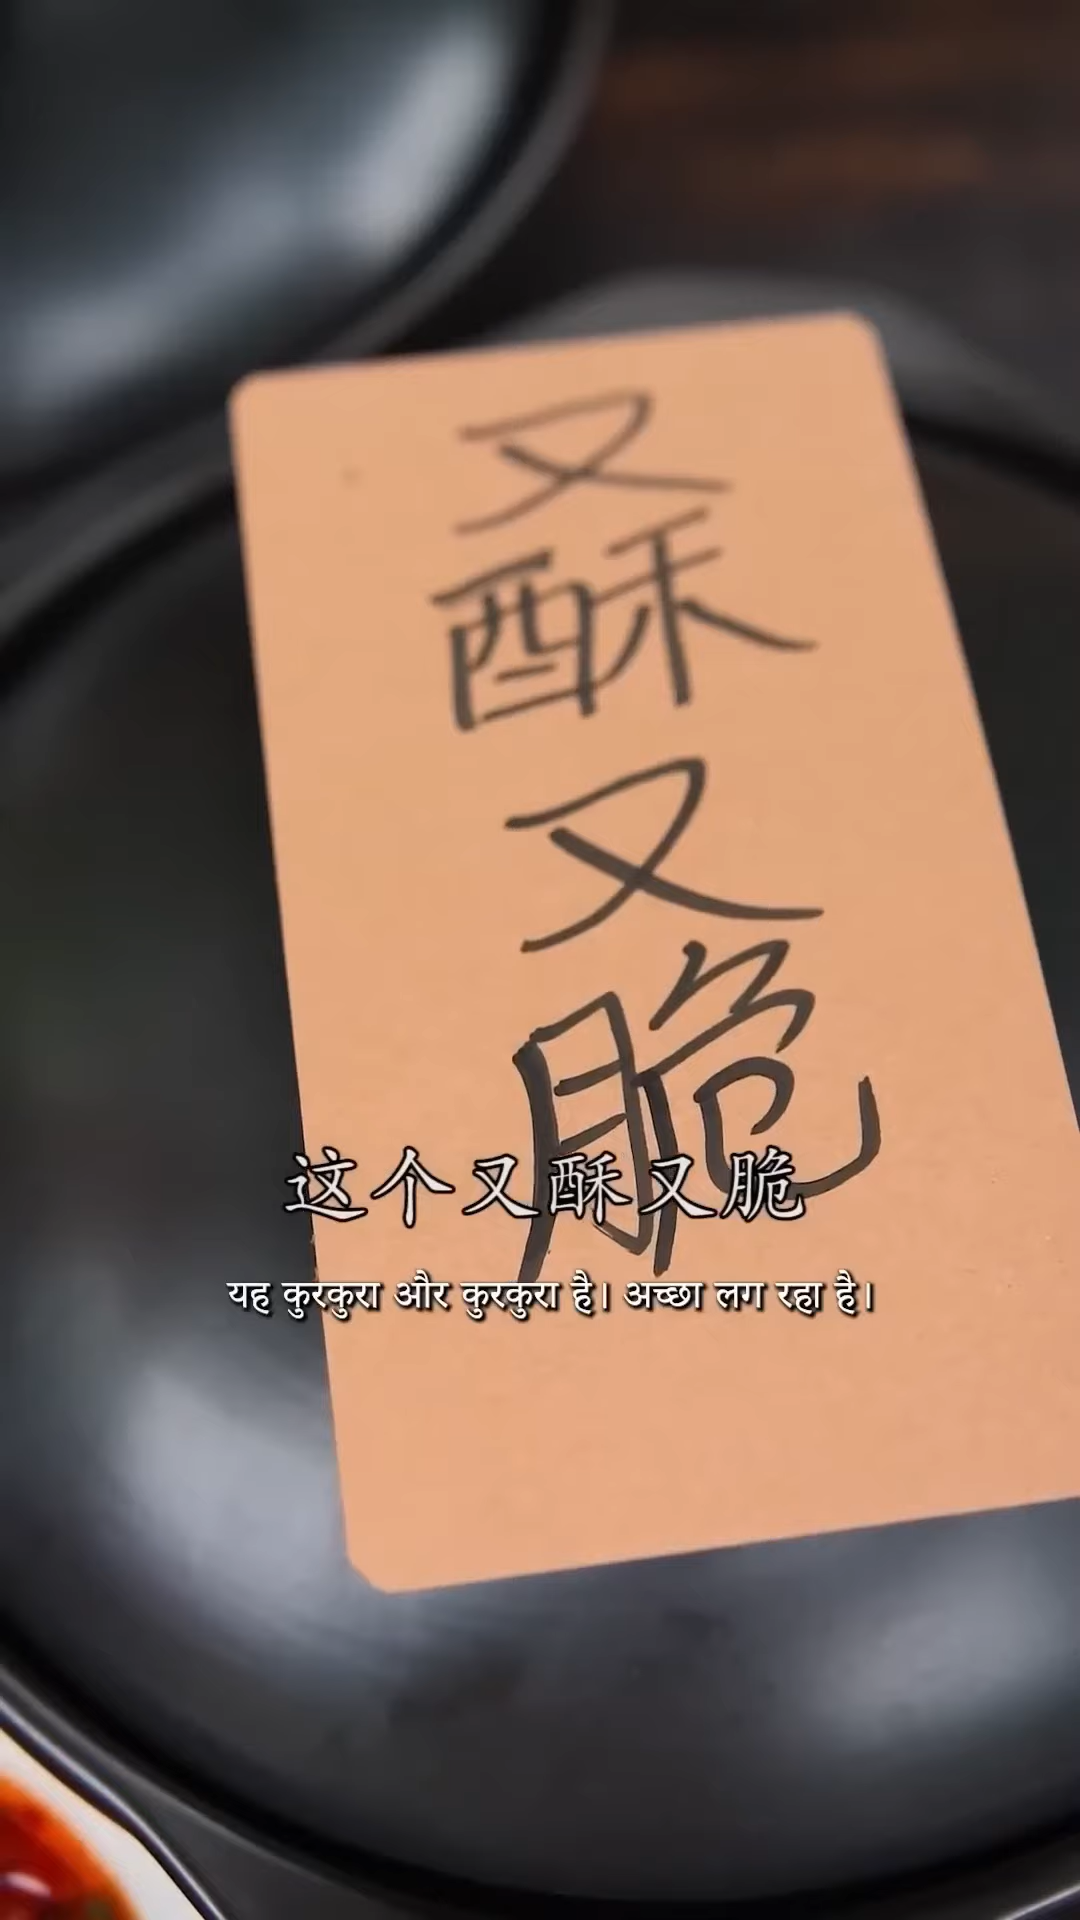 又
酥
又
脆
这个又酥又脆
यह कुरकुरा और कुरकुरा है। अच्छा लग रहा है।